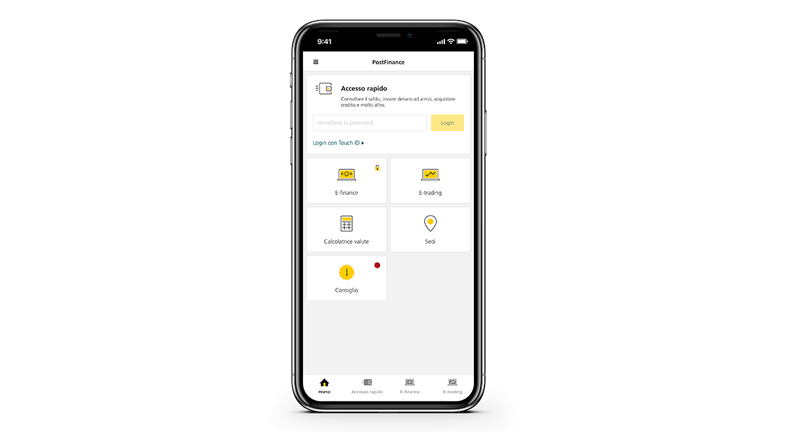 9:41
PostFinance
Accesso rapido
Consultare il saldo, inviare denaro ad amici, acquistare
credito e molto altro.
Immettere la password
Login
Login con Touch ID
E-finance
E-trading
Calcolatrice valute
Sedi
Consiglio
Home
Accesso rapido
E-finance
E-trading